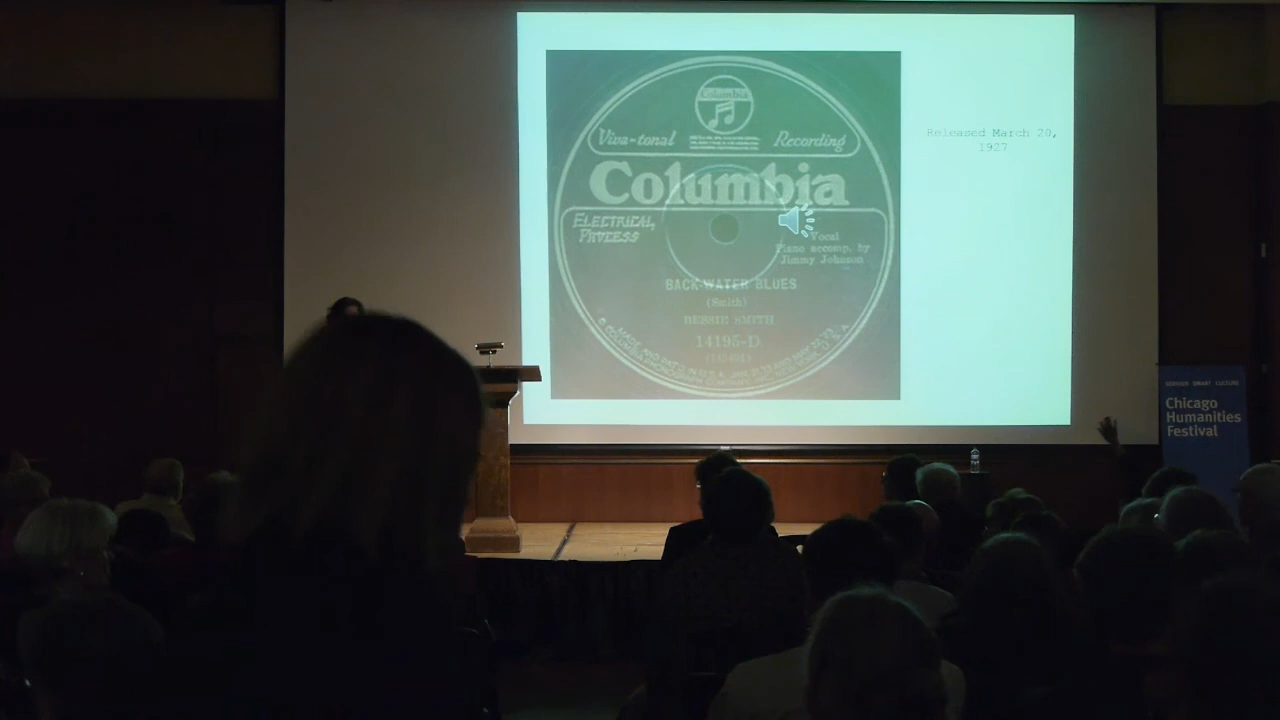 Columbia
Viva-tonal Recording
Columbia
ELECTRICAL
PROCESS
Vocal
Piano accomp. by
Jimmy Johnson
BACK-WATER BLUES
(Smith)
BESSIE SMITH
14195-D
Released March 20,
1927
Chicago
Humanities
Festival